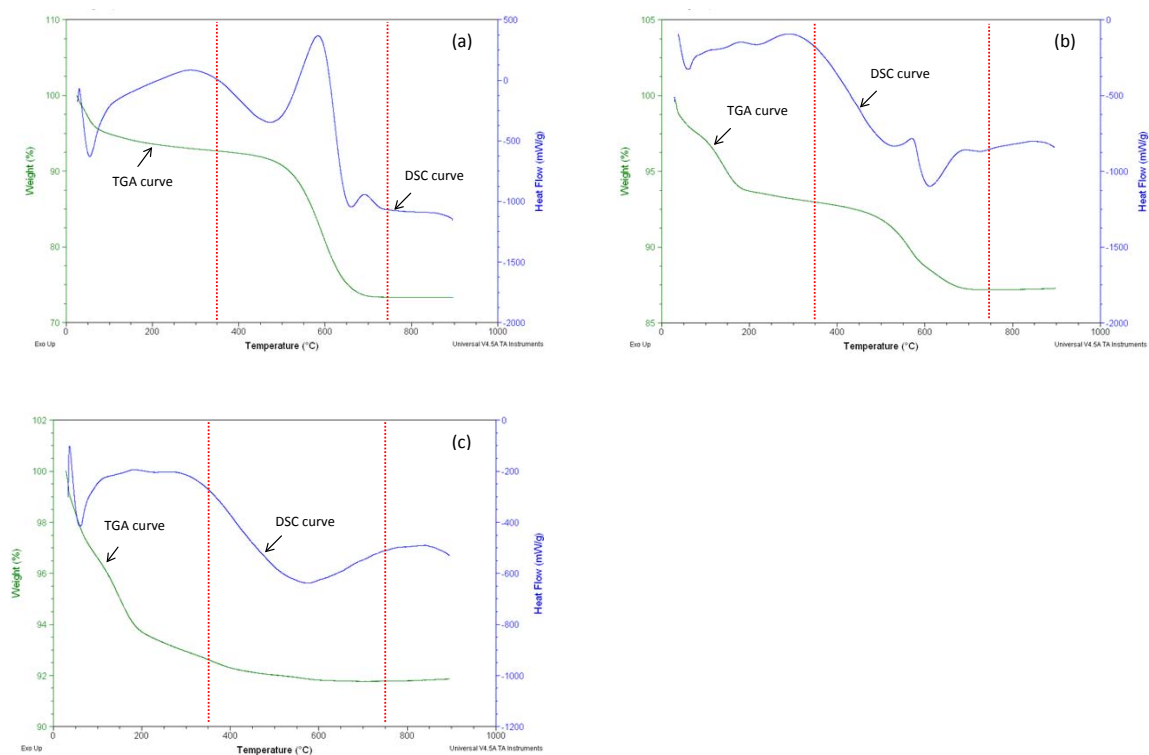 (a)
TGA curve
DSC curve
Weight (%)
Heat Flow (mW/g)
110
100
90
80
70
500
0
-500
-1000
-1500
-2000
0
200
400
600
800
1000
Exo Up
Temperature (°C)
Universal V4.5A TA Instruments
(b)
DSC curve
TGA curve
Weight (%)
Heat Flow (mW/g)
105
100
95
90
85
0
-500
-1000
-1500
-2000
0
200
400
600
800
1000
Exo Up
Temperature (°C)
Universal V4.5A TA Instruments
(c)
TGA curve
DSC curve
Weight (%)
Heat Flow (mW/g)
102
100
98
96
94
92
90
0
-200
-400
-600
-800
-1000
-1200
0
200
400
600
800
1000
Exo Up
Temperature (°C)
Universal V4.5A TA Instruments